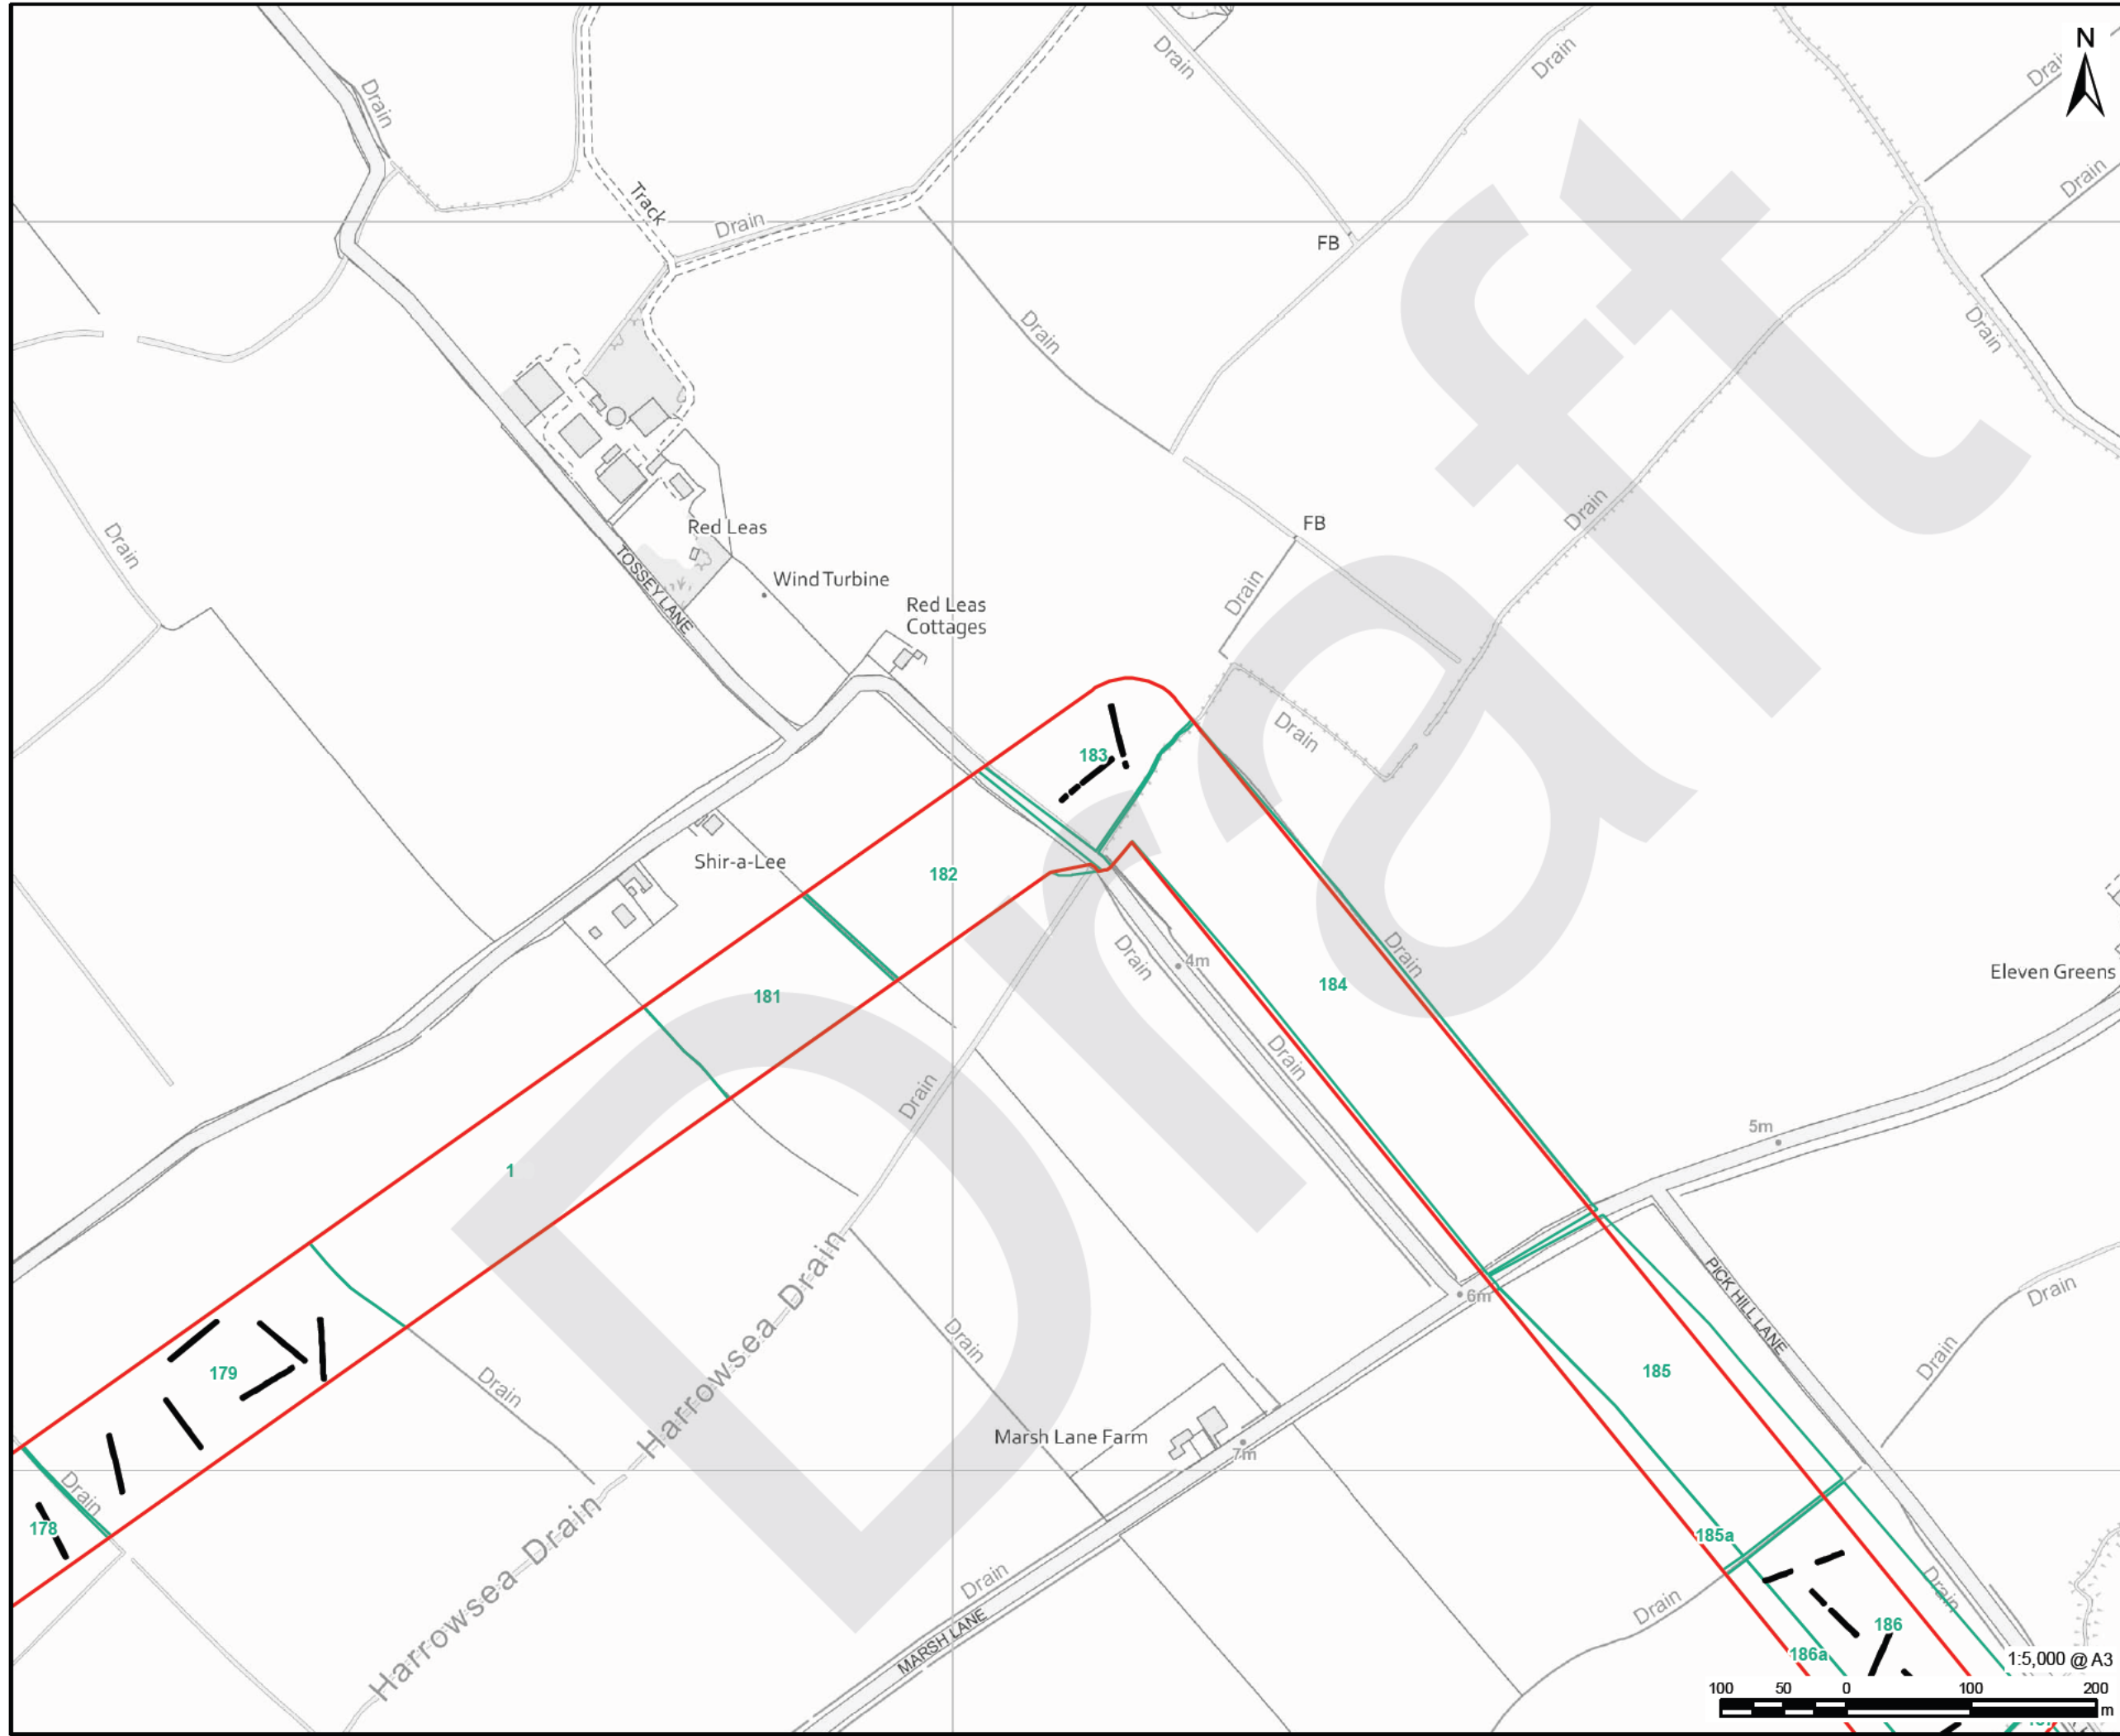 N
Drain
Drain
Drain
Drain
Drain
Track
Drain
FB
Drain
Drain
Drain
FB
Drain
Red Leas
TOSSEY LANE
Wind Turbine
Drain
Red Leas
Cottages
Drain
183
Shir-a-Lee
182
Drain
4m
Drain
184
Eleven Greens
181
Drain
Drain
5m
1
Harrowsea Drain
6m
PICK HILL LANE
Drain
Drain
Drain
179
Drain
185
Marsh Lane Farm
7m
Drain
178
Harrowsea Drain
185a
Drain
Drain
Drain
MARSH LANE
186
186a
1:5,000 @ A3
100 50 0 100 200
m
Draft